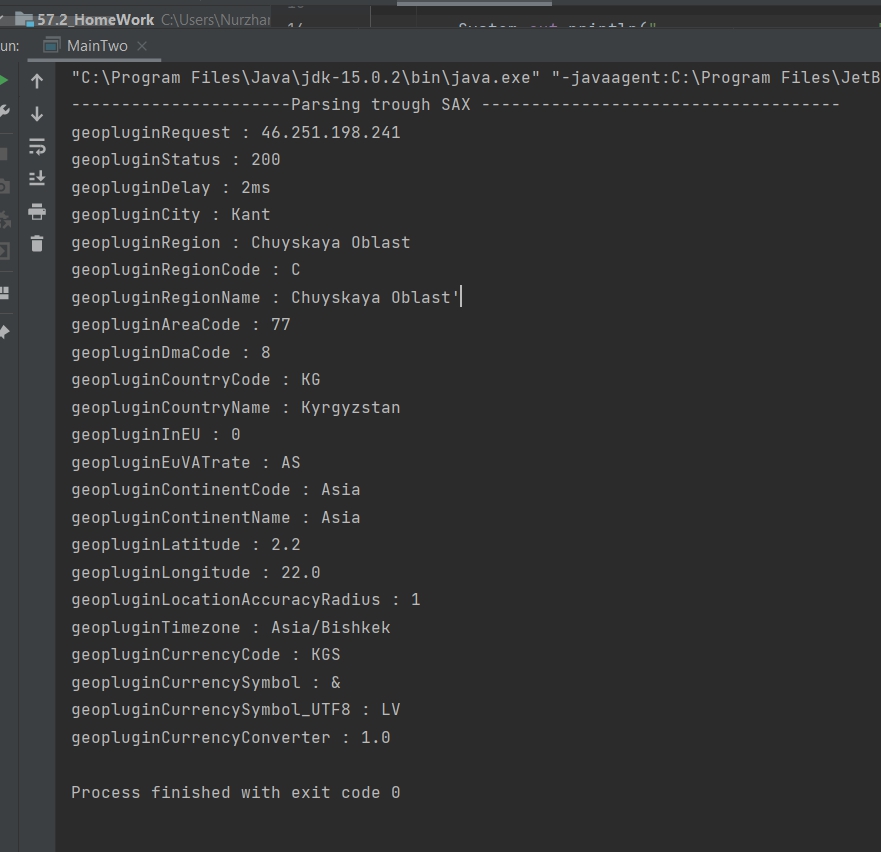 57.2_HomeWork C:\Users\Nurzhan
un: MainTwo
"C:\Program Files\Java\jdk-15.0.2\bin\java.exe" "-javaagent:C:\Program Files\JetB
----------------------Parsing trough SAX ------------------------------------
geopluginRequest : 46.251.198.241
geopluginStatus : 200
geopluginDelay : 2ms
geopluginCity : Kant
geopluginRegion : Chuyskaya Oblast
geopluginRegionCode : C
geopluginRegionName : Chuyskaya Oblast'
geopluginAreaCode : 77
geopluginDmaCode : 8
geopluginCountryCode : KG
geopluginCountryName : Kyrgyzstan
geopluginInEU : 0
geopluginEuVATrate : AS
geopluginContinentCode : Asia
geopluginContinentName : Asia
geopluginLatitude : 2.2
geopluginLongitude : 22.0
geopluginLocationAccuracyRadius : 1
geopluginTimezone : Asia/Bishkek
geopluginCurrencyCode : KGS
geopluginCurrencySymbol : &
geopluginCurrencySymbol_UTF8 : LV
geopluginCurrencyConverter : 1.0
Process finished with exit code 0